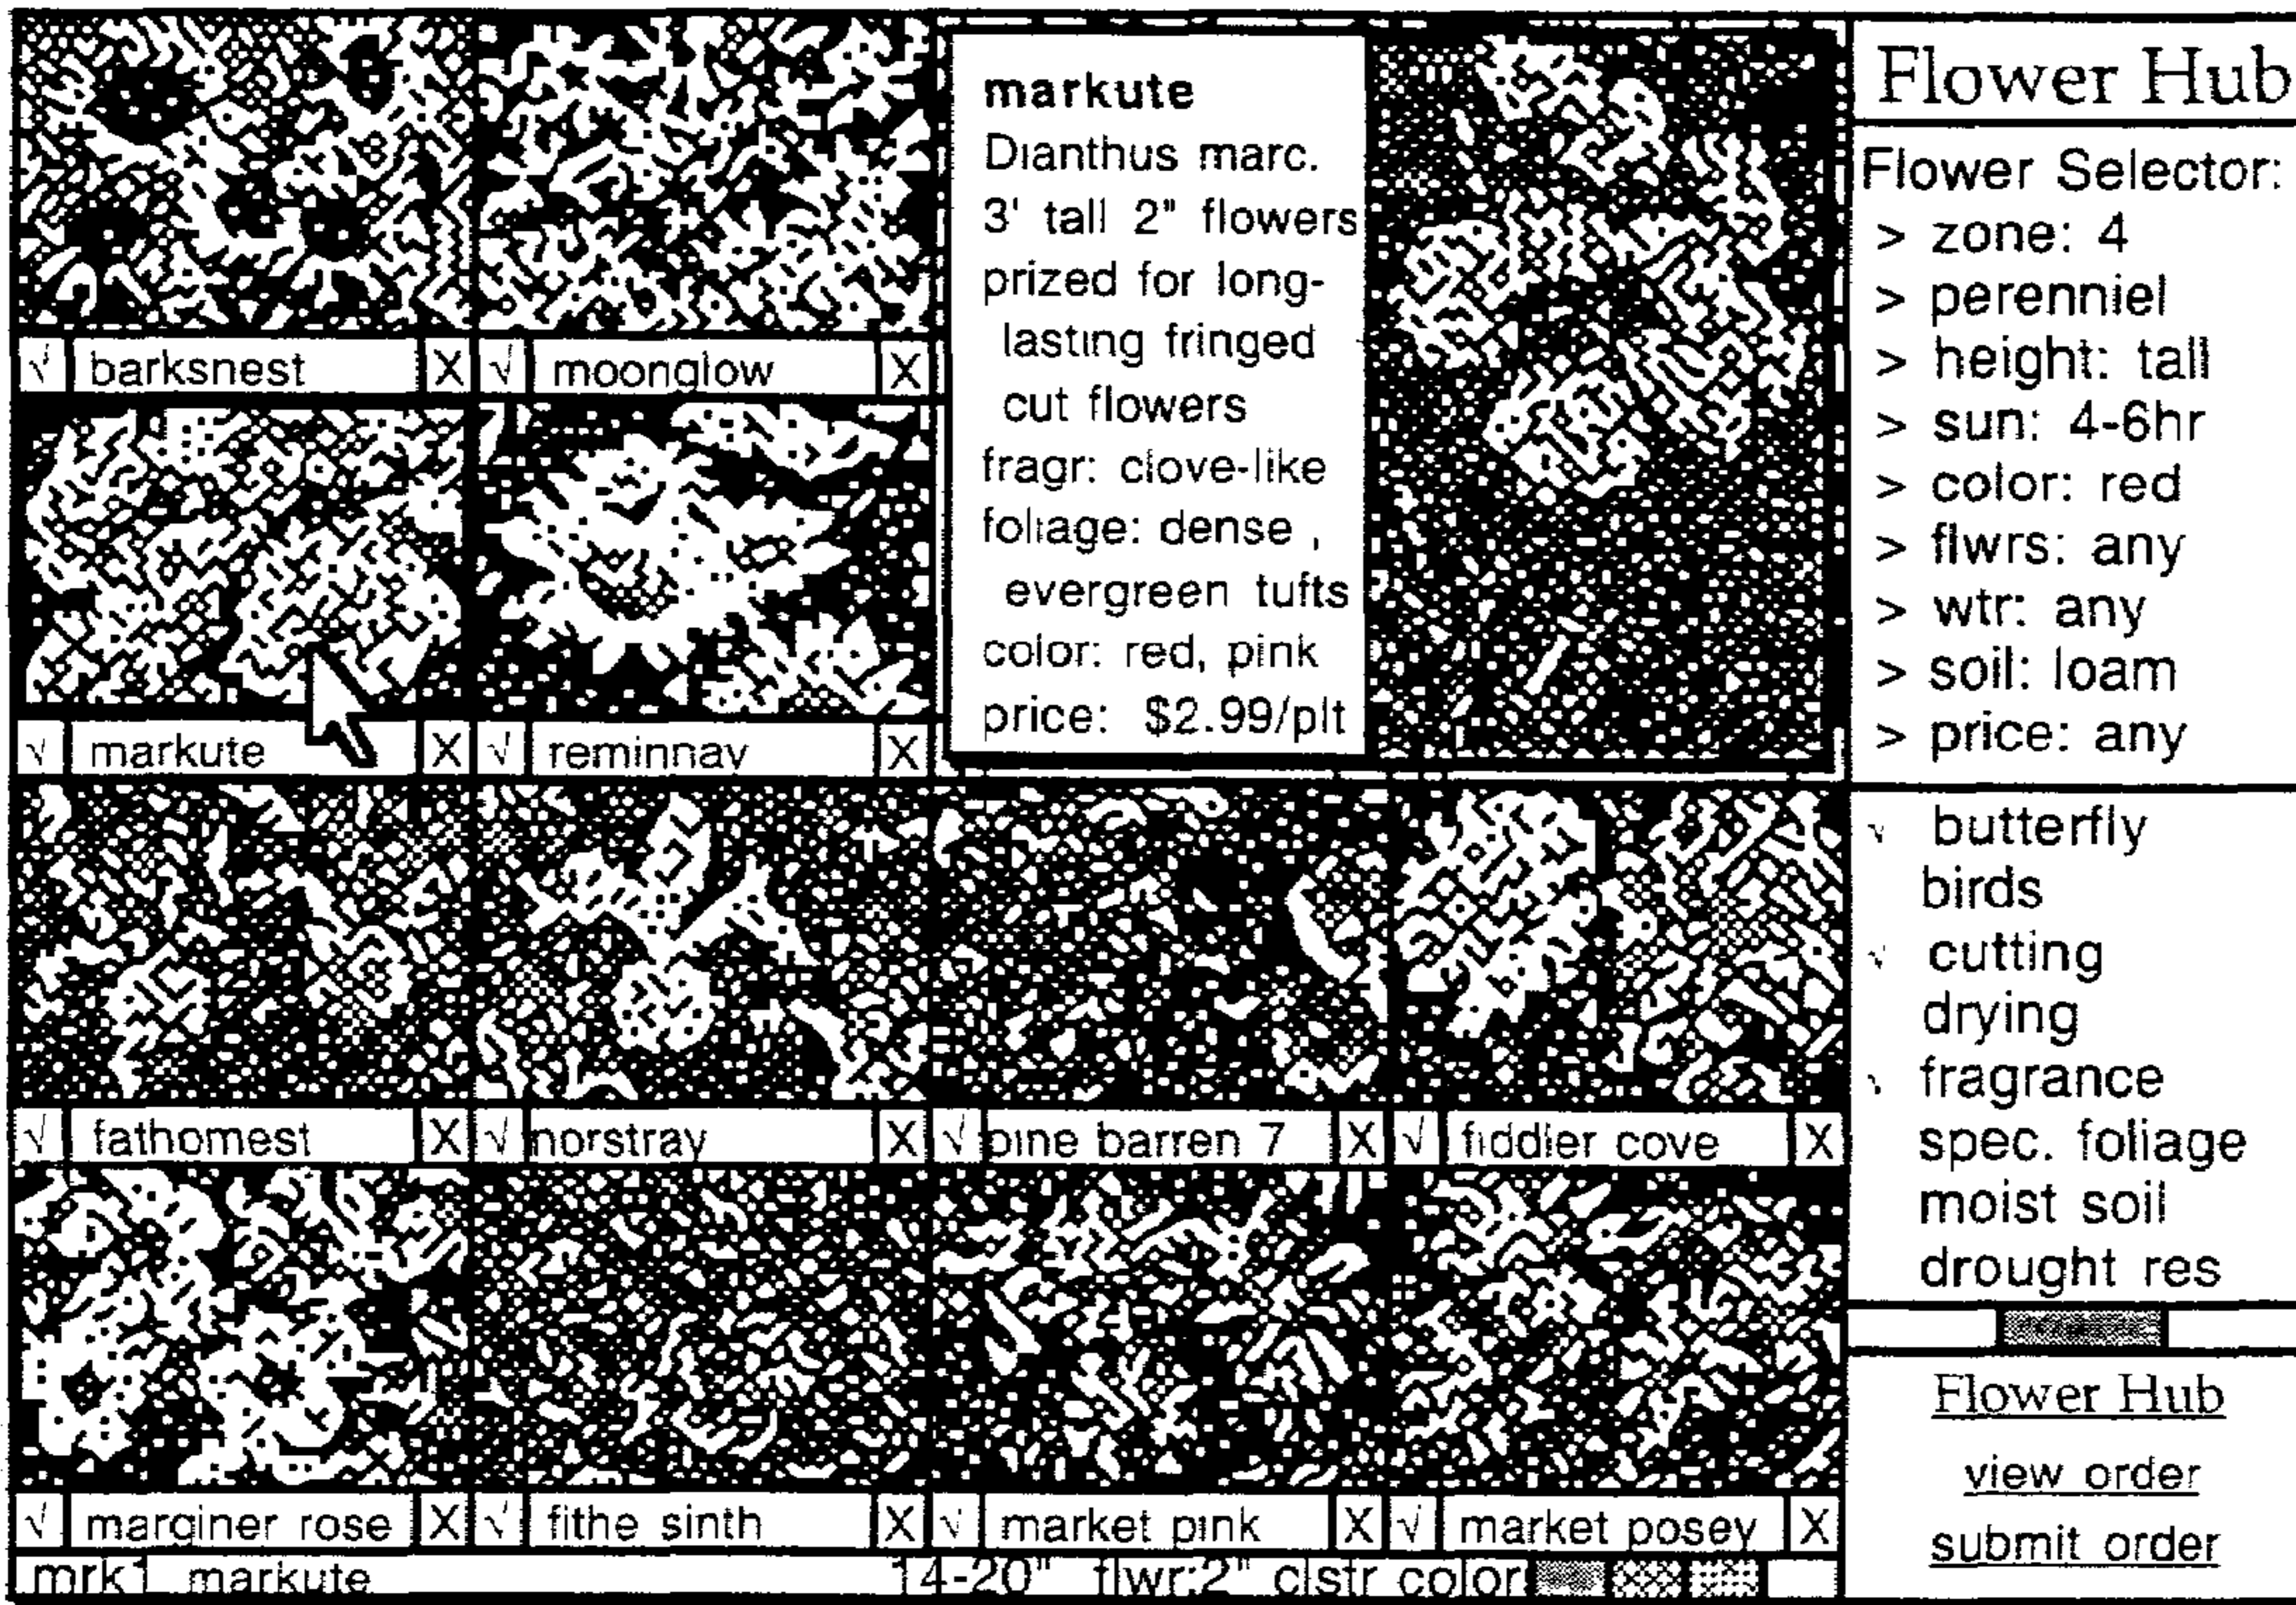 barksnest X
moonglow X
markute X
reminnav X
markute
Dianthus marc.
3' tall 2" flowers
prized for long-
lasting fringed
cut flowers
fragr: clove-like
foliage: dense ,
evergreen tufts
color: red, pink
price: $2.99/plt
√ fathomest X
√ norstray X
√ pine barren 7 X
√ fiddler cove X
√ marginer rose X
√ fithe sinth X
√ market pink X
√ market posey X
mrk1 markute 14-20" flwr:2" clstr color
Flower Hub
Flower Selector:
> zone: 4
> perenniel
> height: tall
> sun: 4-6hr
> color: red
> flwrs: any
> wtr: any
> soil: loam
> price: any
√ butterfly
birds
√ cutting
drying
√ fragrance
spec. foliage
moist soil
drought res
Flower Hub
view order
submit order